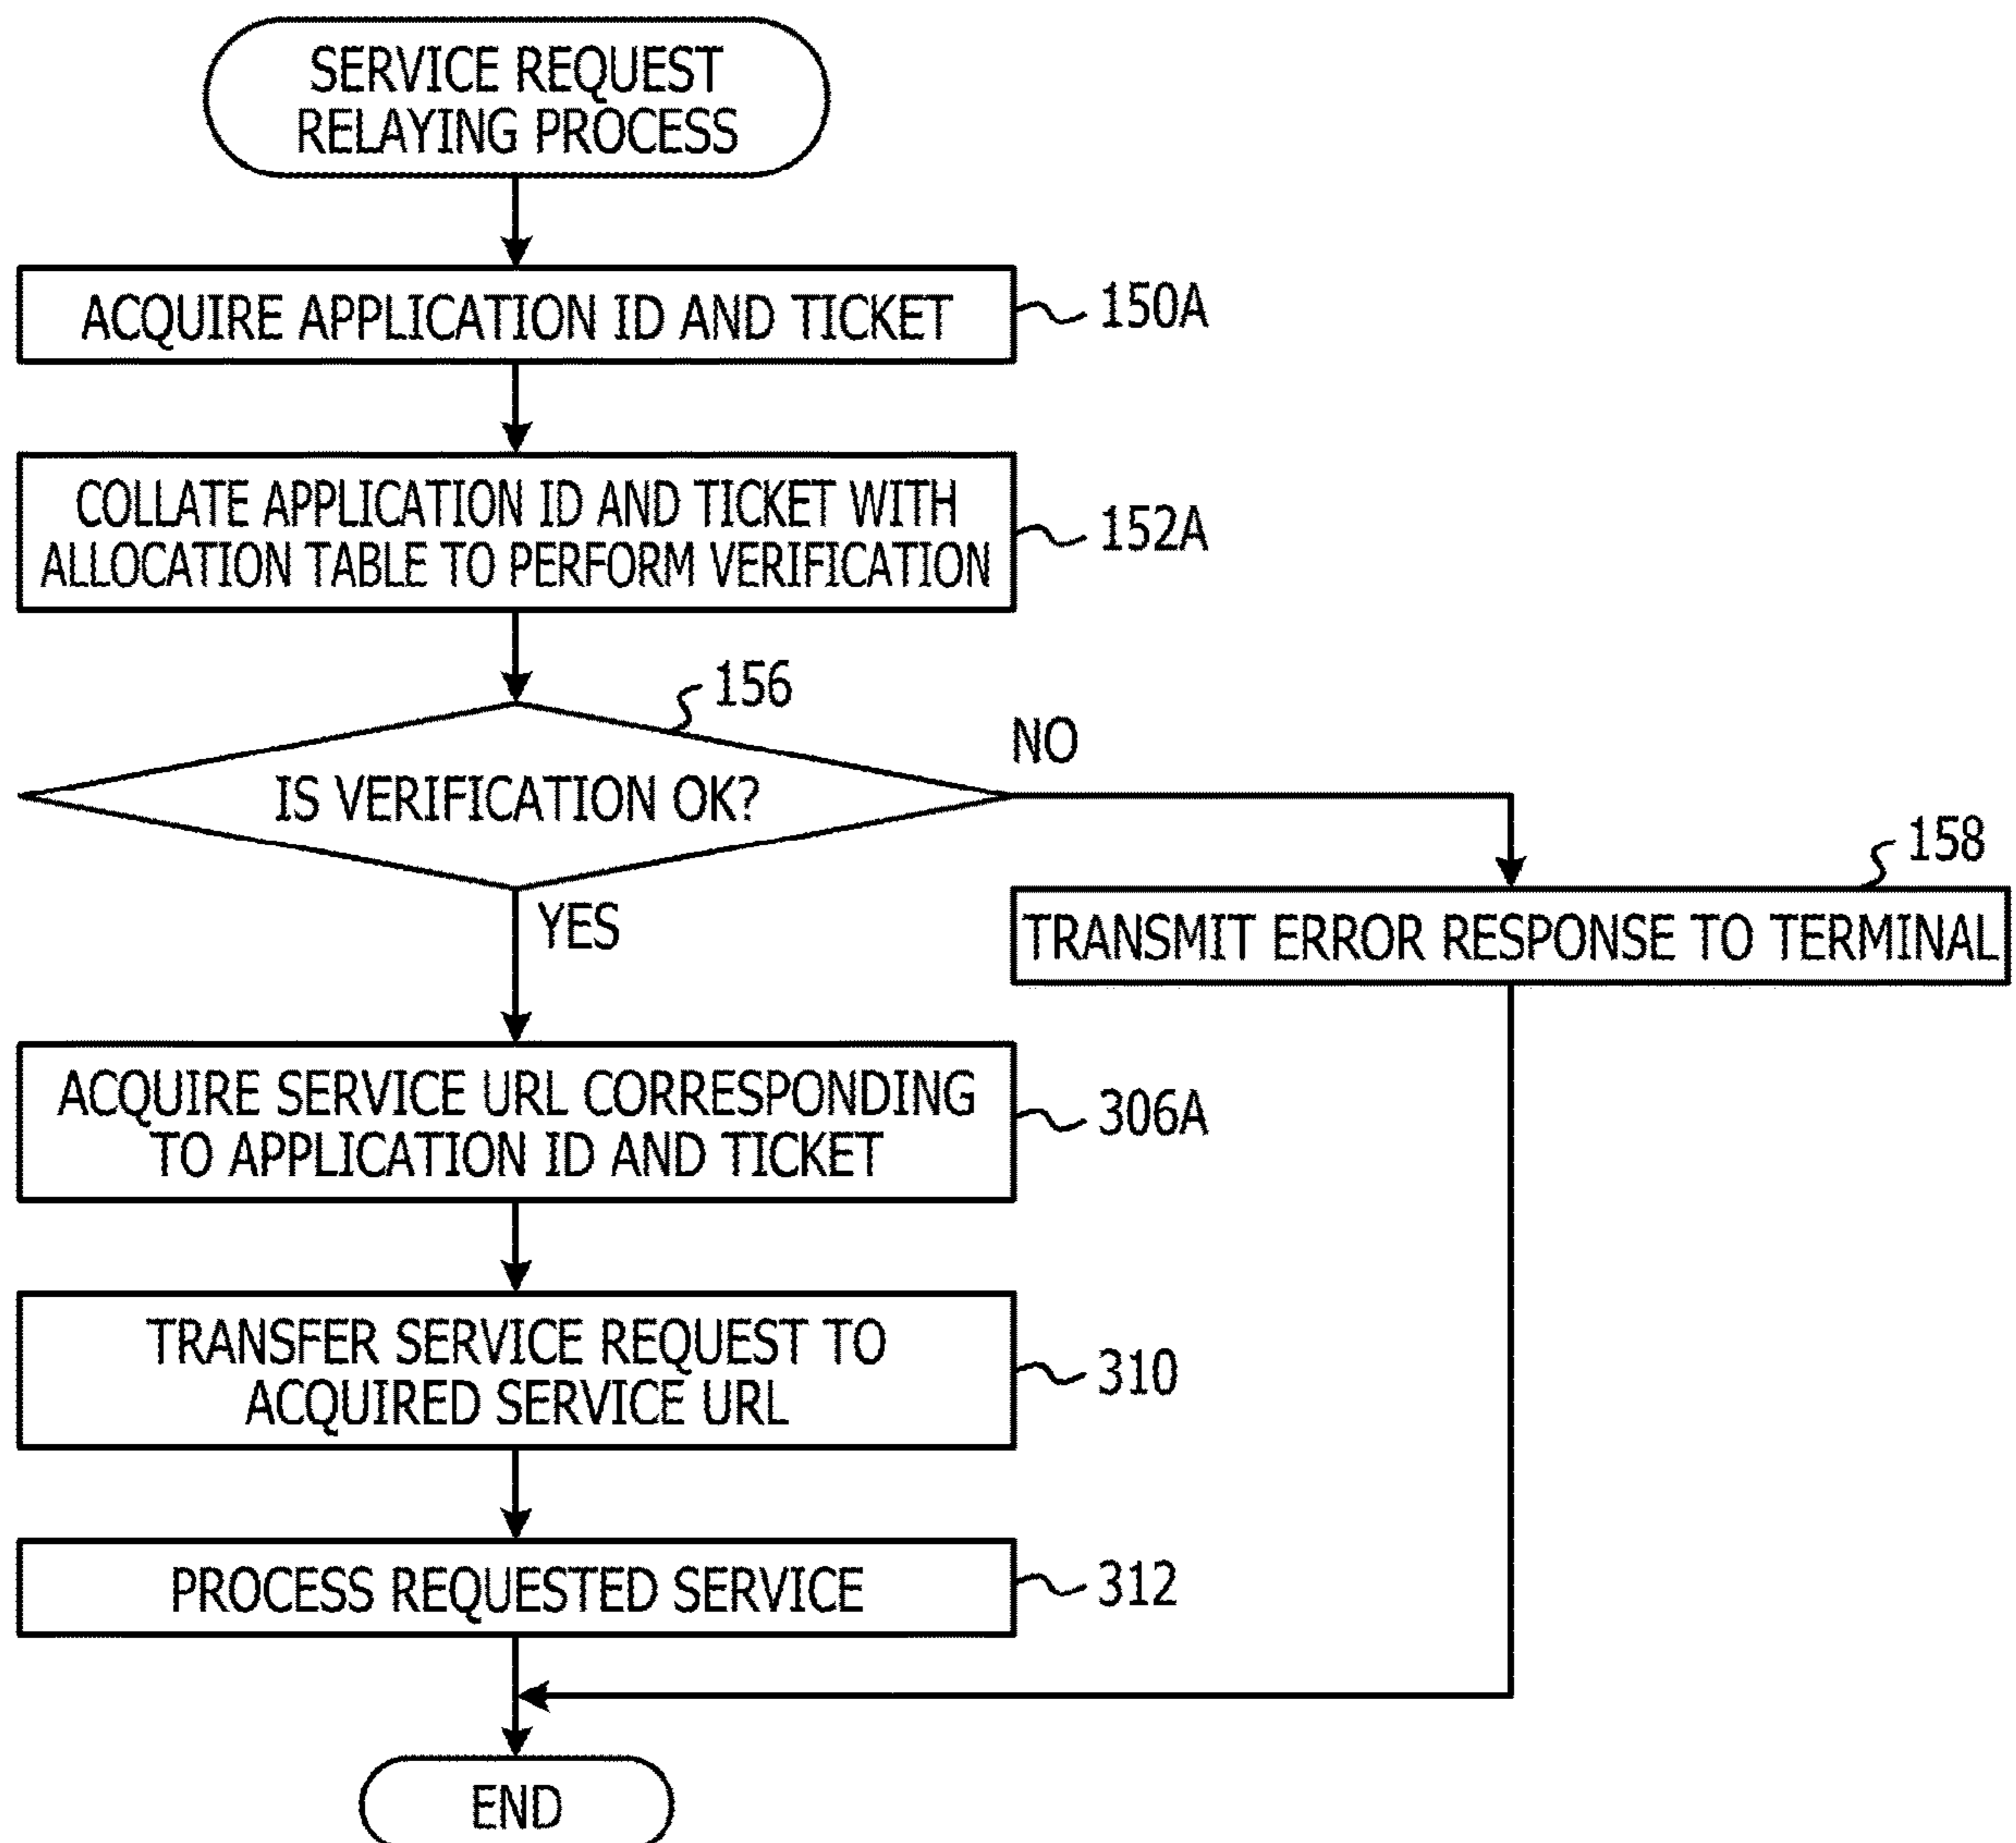 SERVICE REQUEST
RELAYING PROCESS
ACQUIRE APPLICATION ID AND TICKET
150A
COLLATE APPLICATION ID AND TICKET WITH
ALLOCATION TABLE TO PERFORM VERIFICATION
152A
156
IS VERIFICATION OK?
NO
YES
158
TRANSMIT ERROR RESPONSE TO TERMINAL
ACQUIRE SERVICE URL CORRESPONDING
TO APPLICATION ID AND TICKET
306A
TRANSFER SERVICE REQUEST TO
ACQUIRED SERVICE URL
310
PROCESS REQUESTED SERVICE
312
END